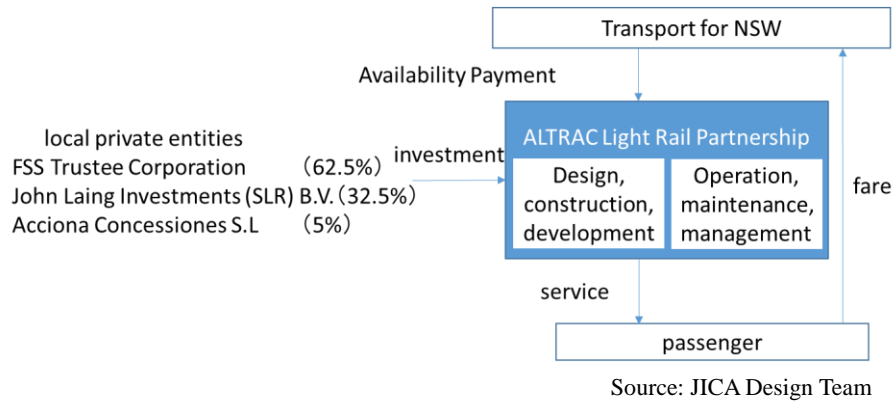 Transport for NSW
Availability Payment
local private entities
FSS Trustee Corporation （62.5%）
John Laing Investments (SLR) B.V.（32.5%）
Acciona Concessiones S.L （5%）
investment
ALTRAC Light Rail Partnership
Design,
construction,
development
Operation,
maintenance,
management
fare
service
passenger
Source: JICA Design Team